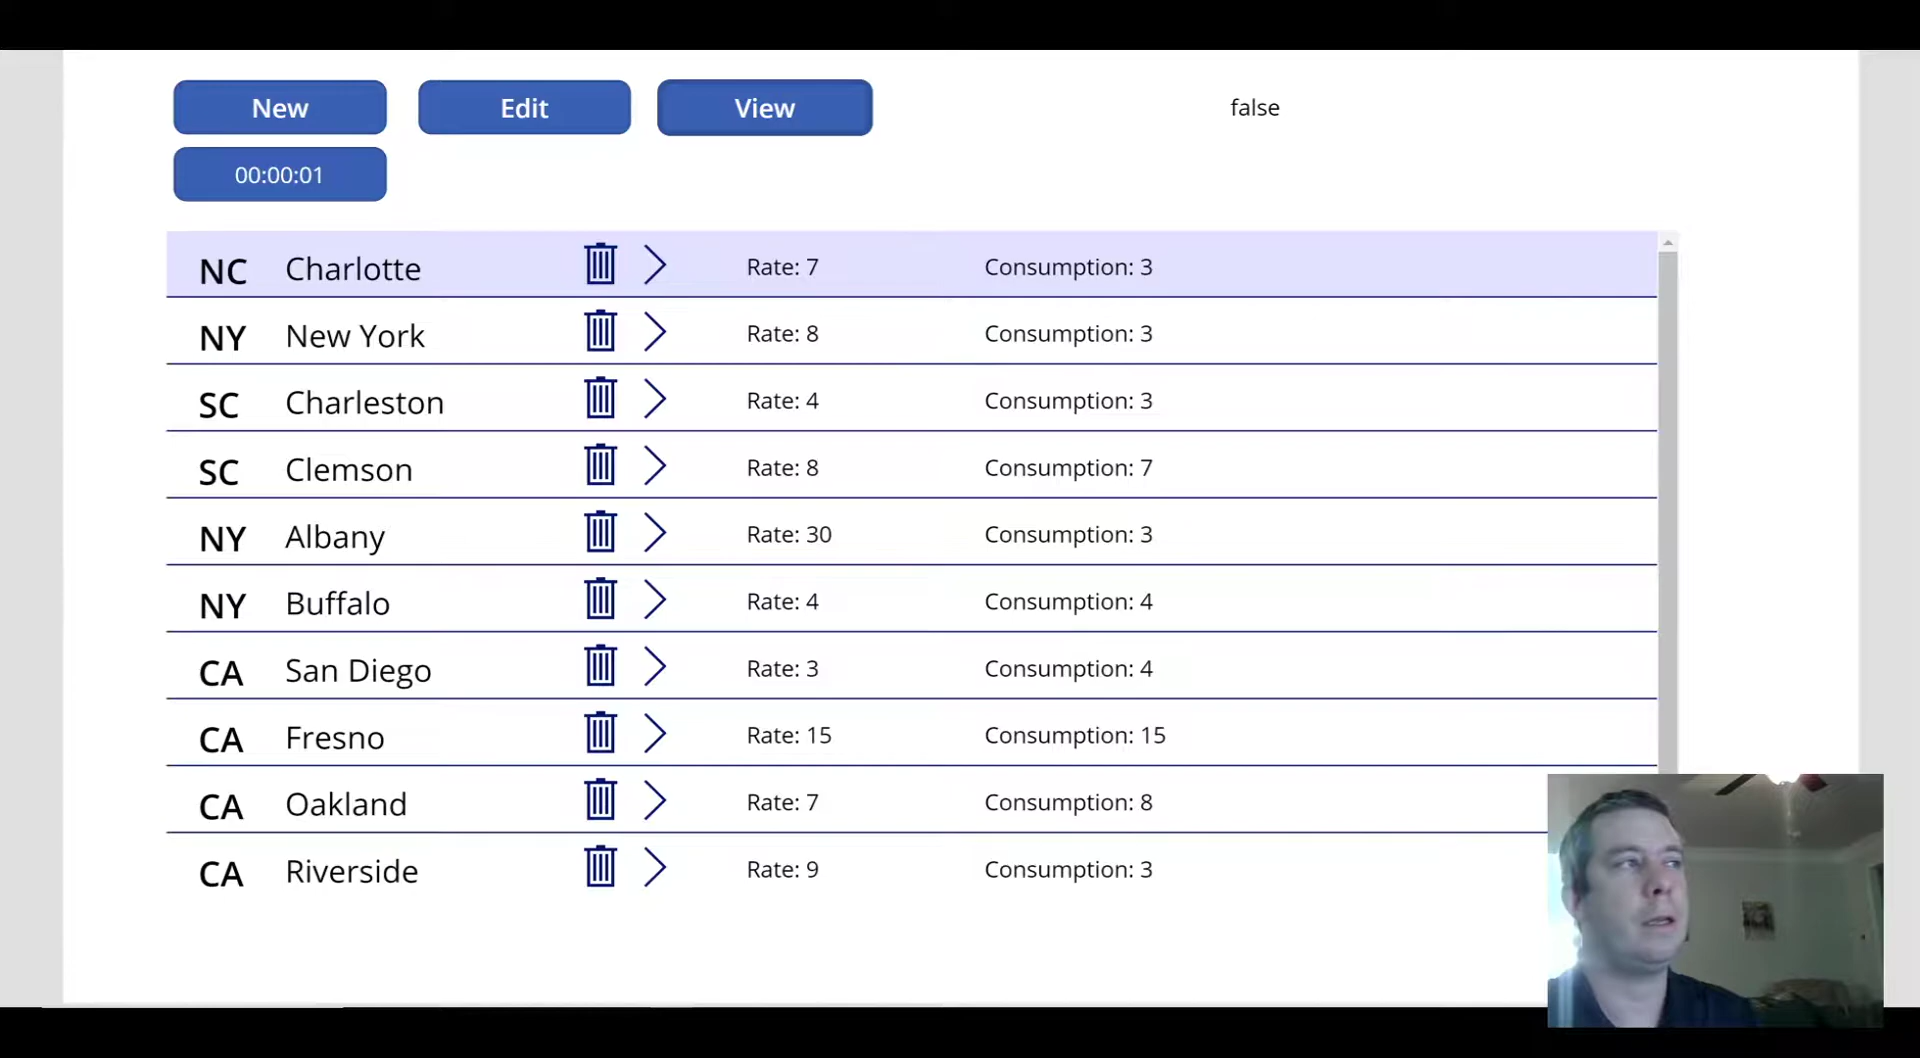 New Edit View false
00:00:01
NC Charlotte Rate: 7 Consumption: 3
NY New York Rate: 8 Consumption: 3
SC Charleston Rate: 4 Consumption: 3
SC Clemson Rate: 8 Consumption: 7
NY Albany Rate: 30 Consumption: 3
NY Buffalo Rate: 4 Consumption: 4
CA San Diego Rate: 3 Consumption: 4
CA Fresno Rate: 15 Consumption: 15
CA Oakland Rate: 7 Consumption: 8
CA Riverside Rate: 9 Consumption: 3